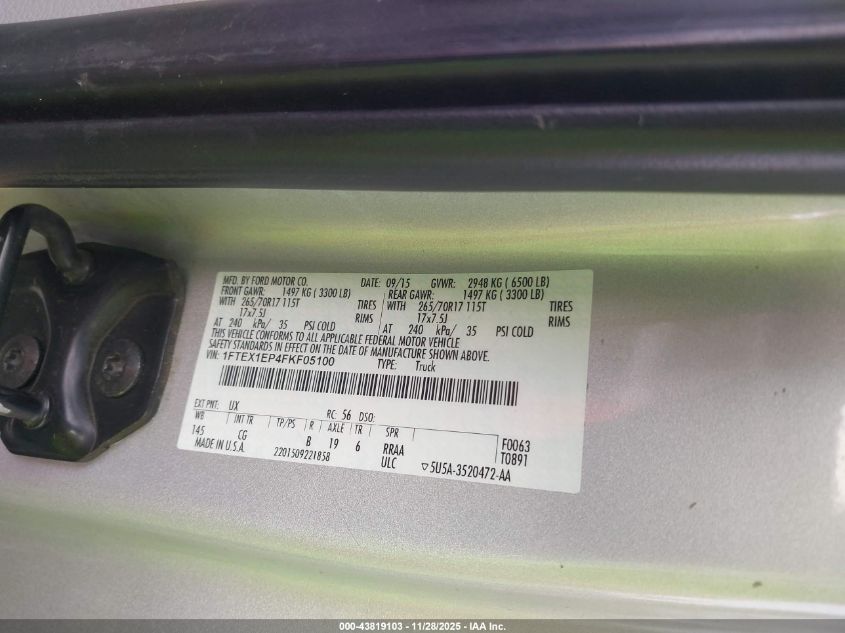 MFD. BY FORD MOTOR CO. DATE: 09/15 GVWR: 2948 KG ( 6500 LB)
FRONT GAWR: 1497 KG ( 3300 LB) REAR GAWR: 1497 KG ( 3300 LB)
WITH 265/70R17 115T TIRES WITH 265/70R17 115T TIRES
17x7.5J RIMS 17x7.5J RIMS
AT 240 kPa/ 35 PSI COLD AT 240 kPa/ 35 PSI COLD
THIS VEHICLE CONFORMS TO ALL APPLICABLE FEDERAL MOTOR VEHICLE
SAFETY STANDARDS IN EFFECT ON THE DATE OF MANUFACTURE SHOWN ABOVE.
VIN: 1FTEX1EP4FKF05100 TYPE: Truck
EXT PNT: UX RC: 56 DSO:
WB INT TR TP/PS R AXLE TR SPR
145 CG B 19 6 RRAA F0063
MADE IN U.S.A. 2201509221858 ULC T0891
▽5U5A-3520472-AA
000-43819103 - 11/28/2025 - IAA Inc.